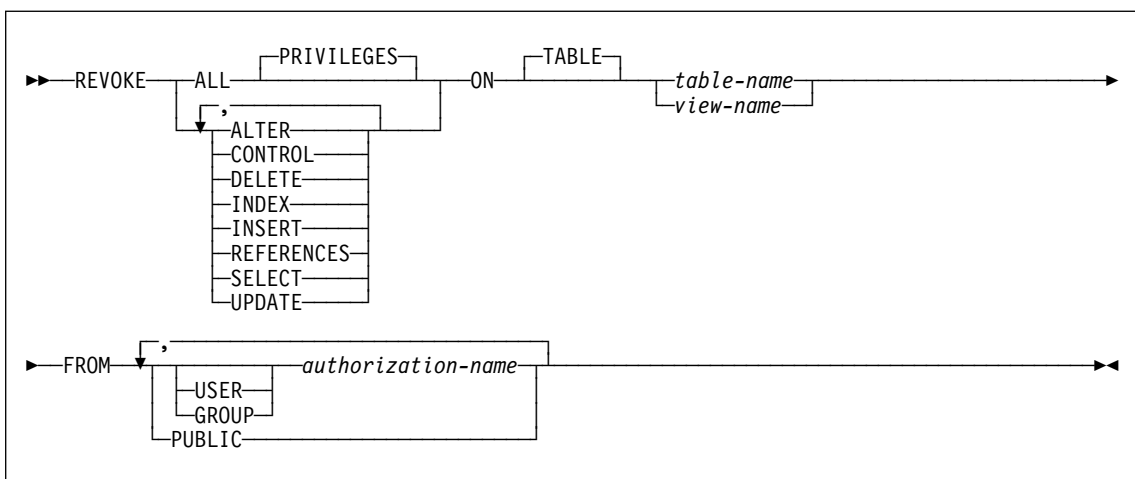 PRIVILEGES TABLE
REVOKE ALL ON table-name
, view-name
ALTER
CONTROL
DELETE
INDEX
INSERT
REFERENCES
SELECT
UPDATE
,
FROM authorization-name
USER
GROUP
PUBLIC